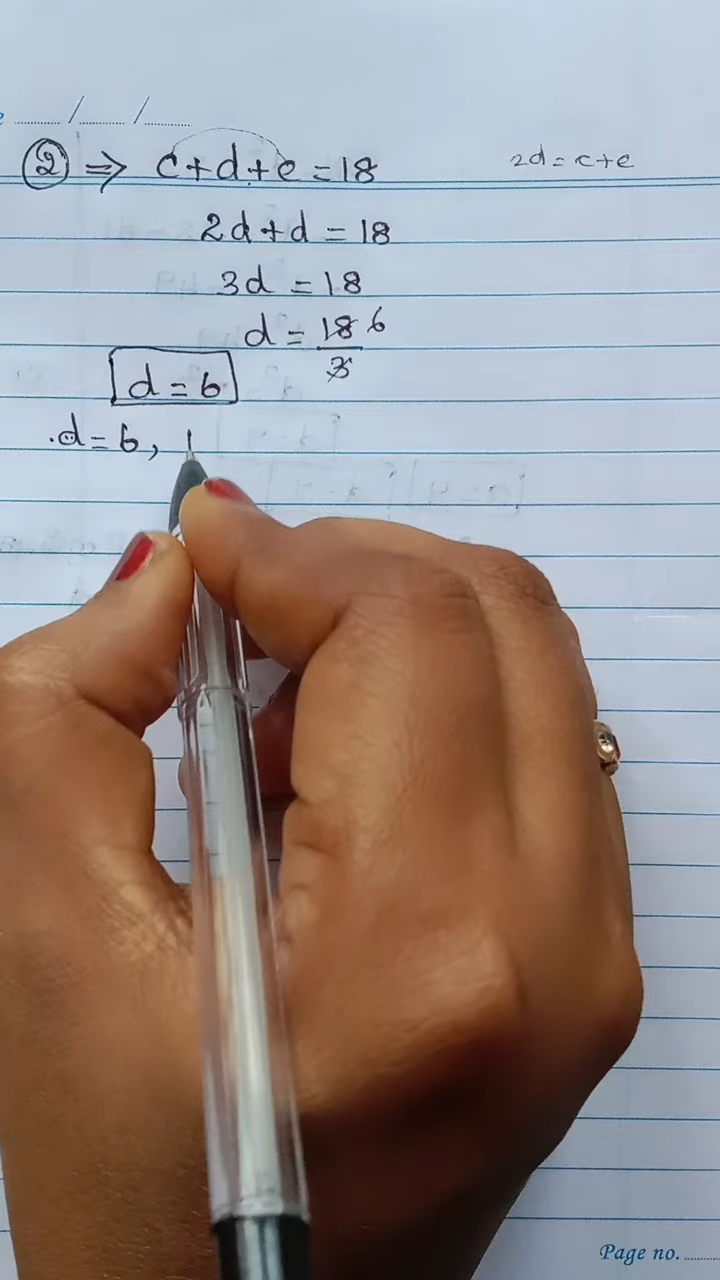 ② ⇒ c+d+e = 18
2d = c+e
2d+d = 18
3d = 18
d = 18/3 6
d = 6
.d = 6,
Page no. ........